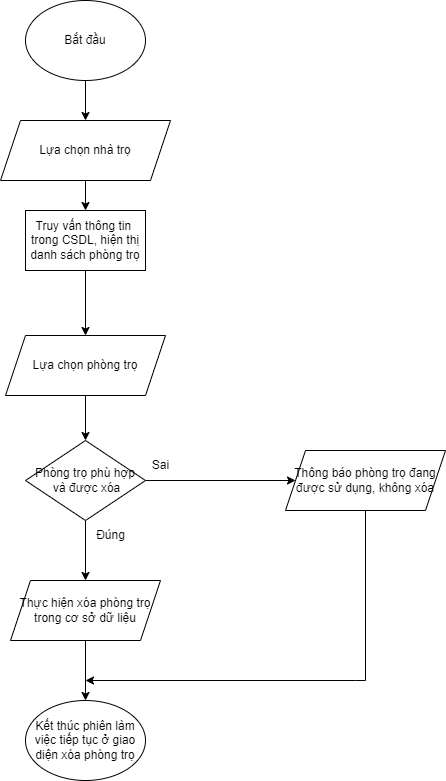 Bắt đầu
Lựa chọn nhà trọ
Truy vấn thông tin
trong CSDL, hiện thị
danh sách phòng trọ
Lựa chọn phòng trọ
Phòng trọ phù hợp
và được xóa
Sai
Thông báo phòng trọ đang
được sử dụng, không xóa
Đúng
Thực hiện xóa phòng trọ
trong cơ sở dữ liệu
Kết thúc phiên làm
việc tiếp tục ở giao
diện xóa phòng trọ